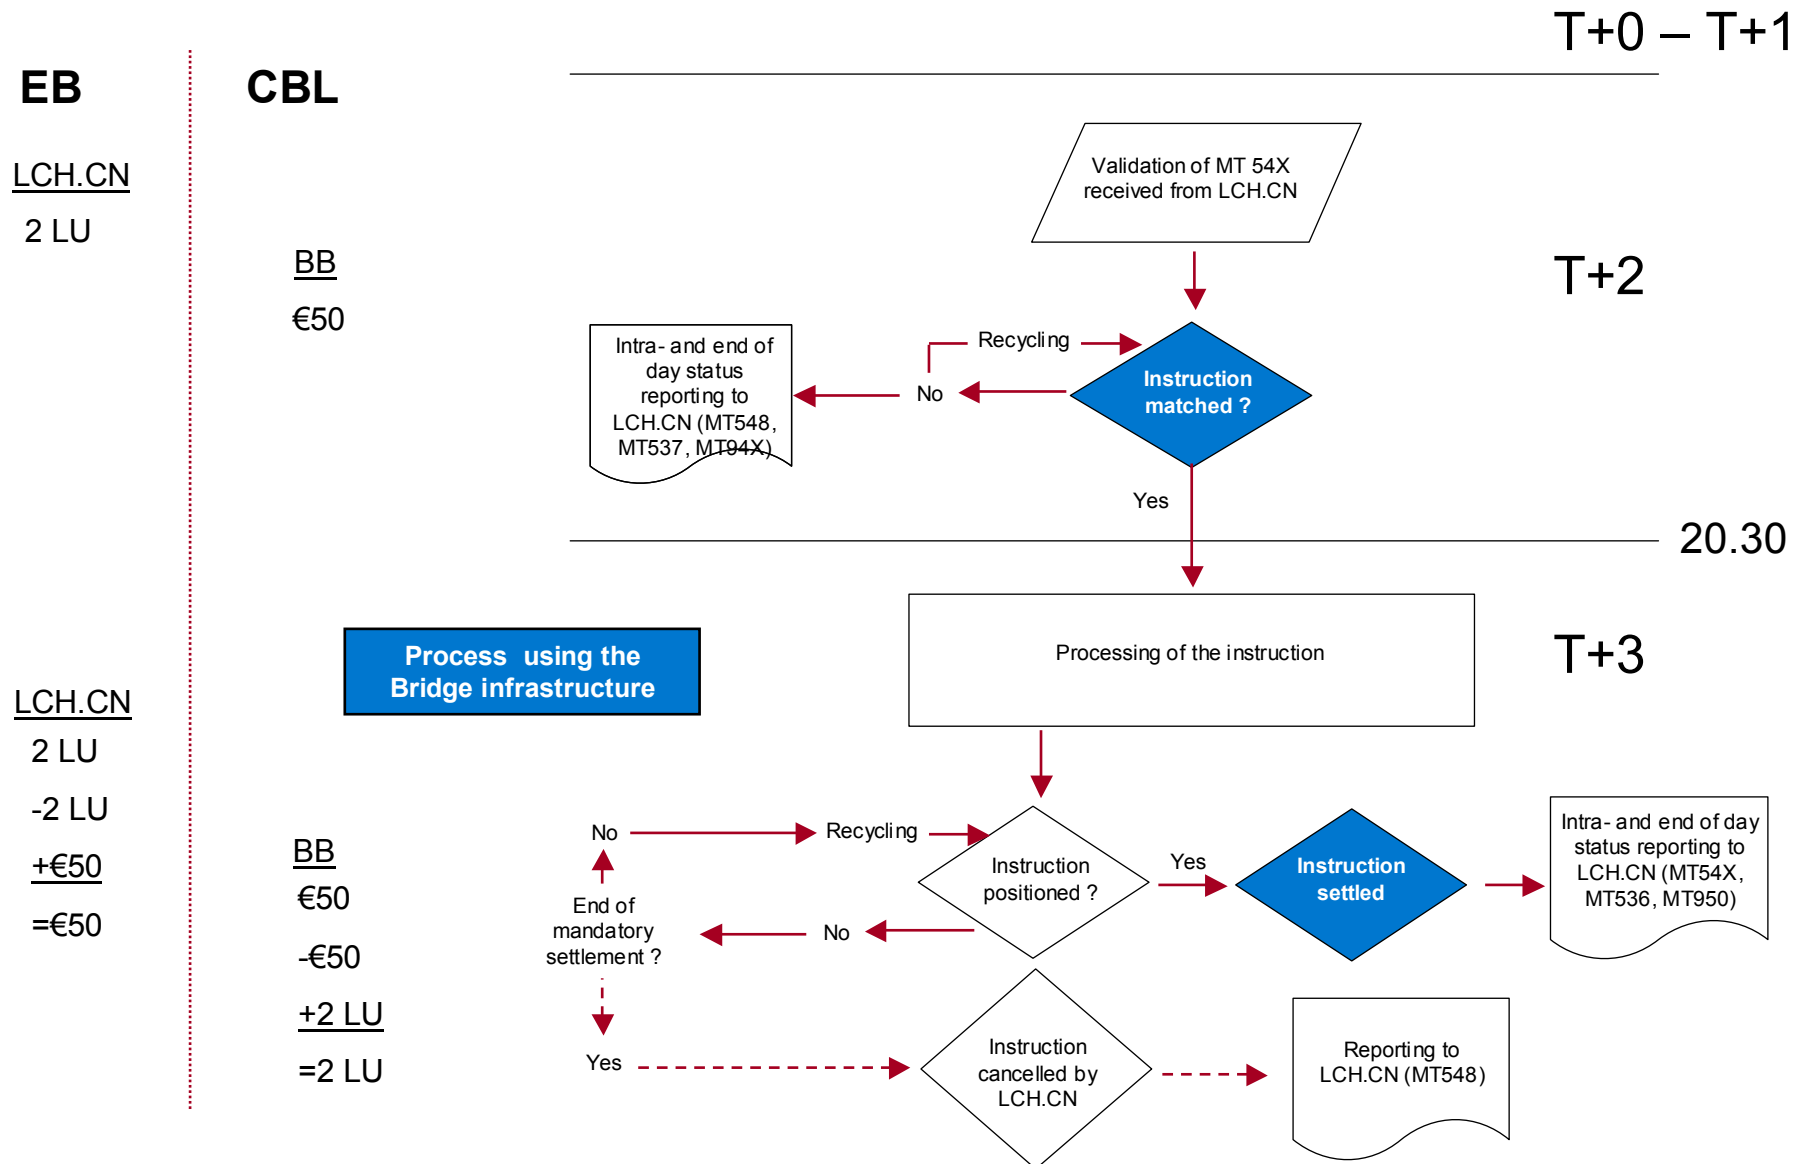 T+0 – T+1
EB
CBL
LCH.CN
2 LU
Validation of MT 54X
received from LCH.CN
BB
€50
T+2
Intra- and end of
day status
reporting to
LCH.CN (MT548,
MT537, MT94X)
Recycling
No
Instruction
matched ?
Yes
20.30
Process using the
Bridge infrastructure
Processing of the instruction
T+3
LCH.CN
2 LU
-2 LU
+€50
=€50
BB
€50
-€50
+2 LU
=2 LU
No
Recycling
End of
mandatory
settlement ?
No
Instruction
positioned ?
Yes
Instruction
settled
Intra- and end of day
status reporting to
LCH.CN (MT54X,
MT536, MT950)
Yes
Instruction
cancelled by
LCH.CN
Reporting to
LCH.CN (MT548)